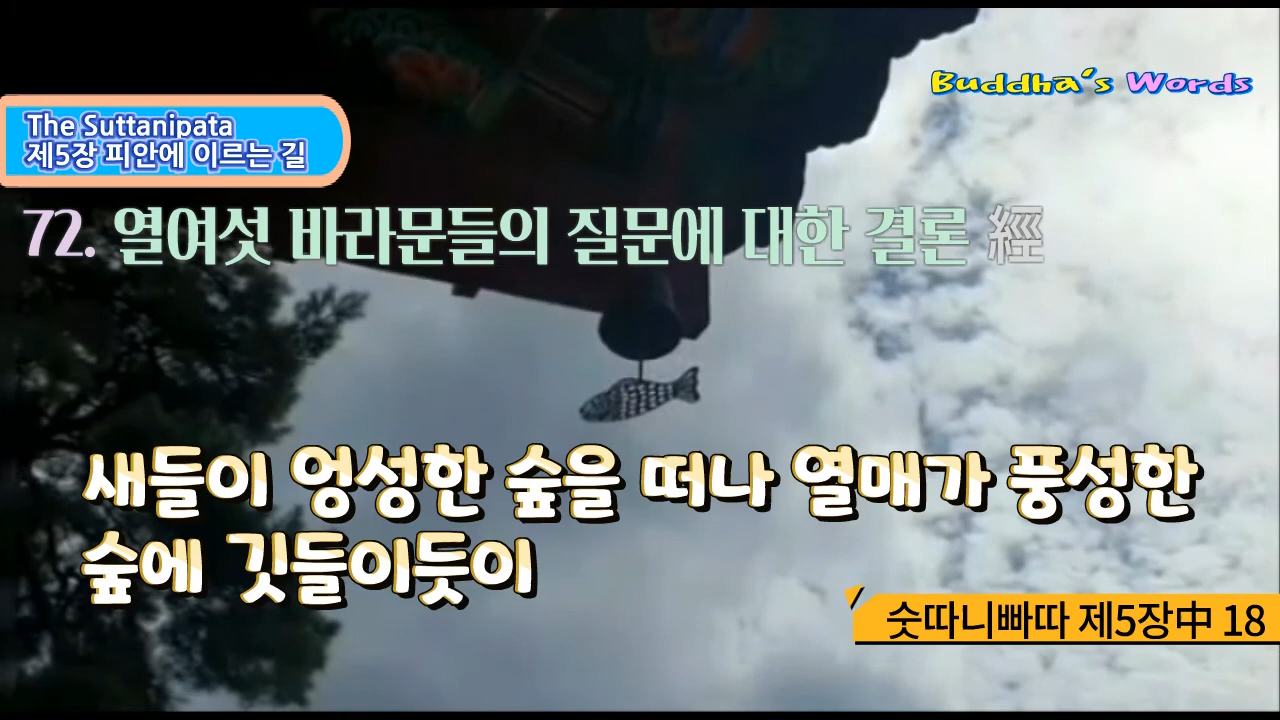 Buddha's Words
The Suttanipata
제5장 피안에 이르는 길
72. 열여섯 바라문들의 질문에 대한 결론 經
새들이 엉성한 숲을 떠나 열매가 풍성한
숲에 깃들이듯이
숫따니빠따 제5장中 18